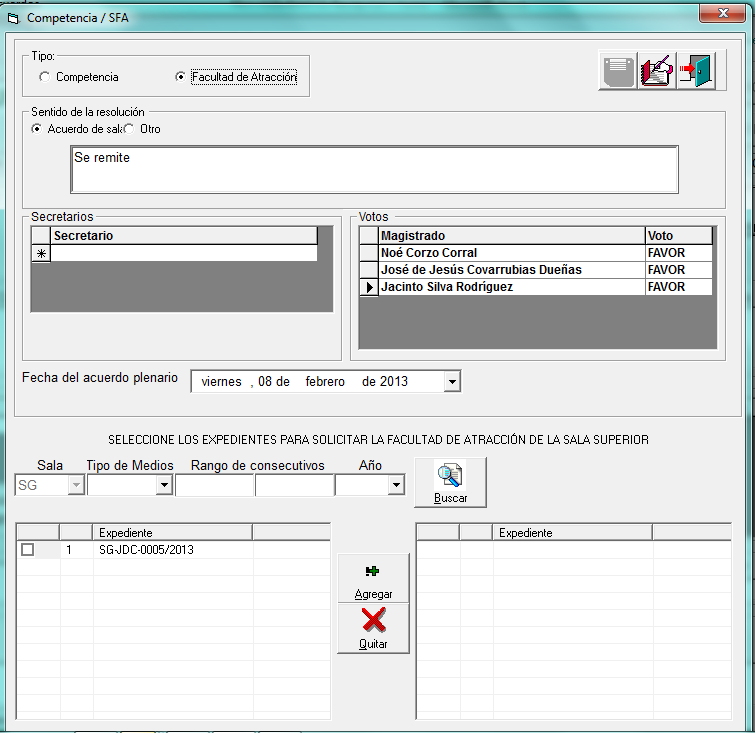 Competencia / SFA
Tipo:
Competencia
Facultad de Atracción
Sentido de la resolución
Acuerdo de sala
Otro
Se remite
Secretarios
Secretario
Votos
Magistrado Voto
Noé Corzo Corral FAVOR
José de Jesús Covarrubias Dueñas FAVOR
Jacinto Silva Rodríguez FAVOR
Fecha del acuerdo plenario viernes , 08 de febrero de 2013
SELECCIONE LOS EXPEDIENTES PARA SOLICITAR LA FACULTAD DE ATRACCIÓN DE LA SALA SUPERIOR
Sala Tipo de Medios Rango de consecutivos Año
SG
Buscar
Expediente
1 SG-JDC-0005/2013
Agregar
Quitar
Expediente